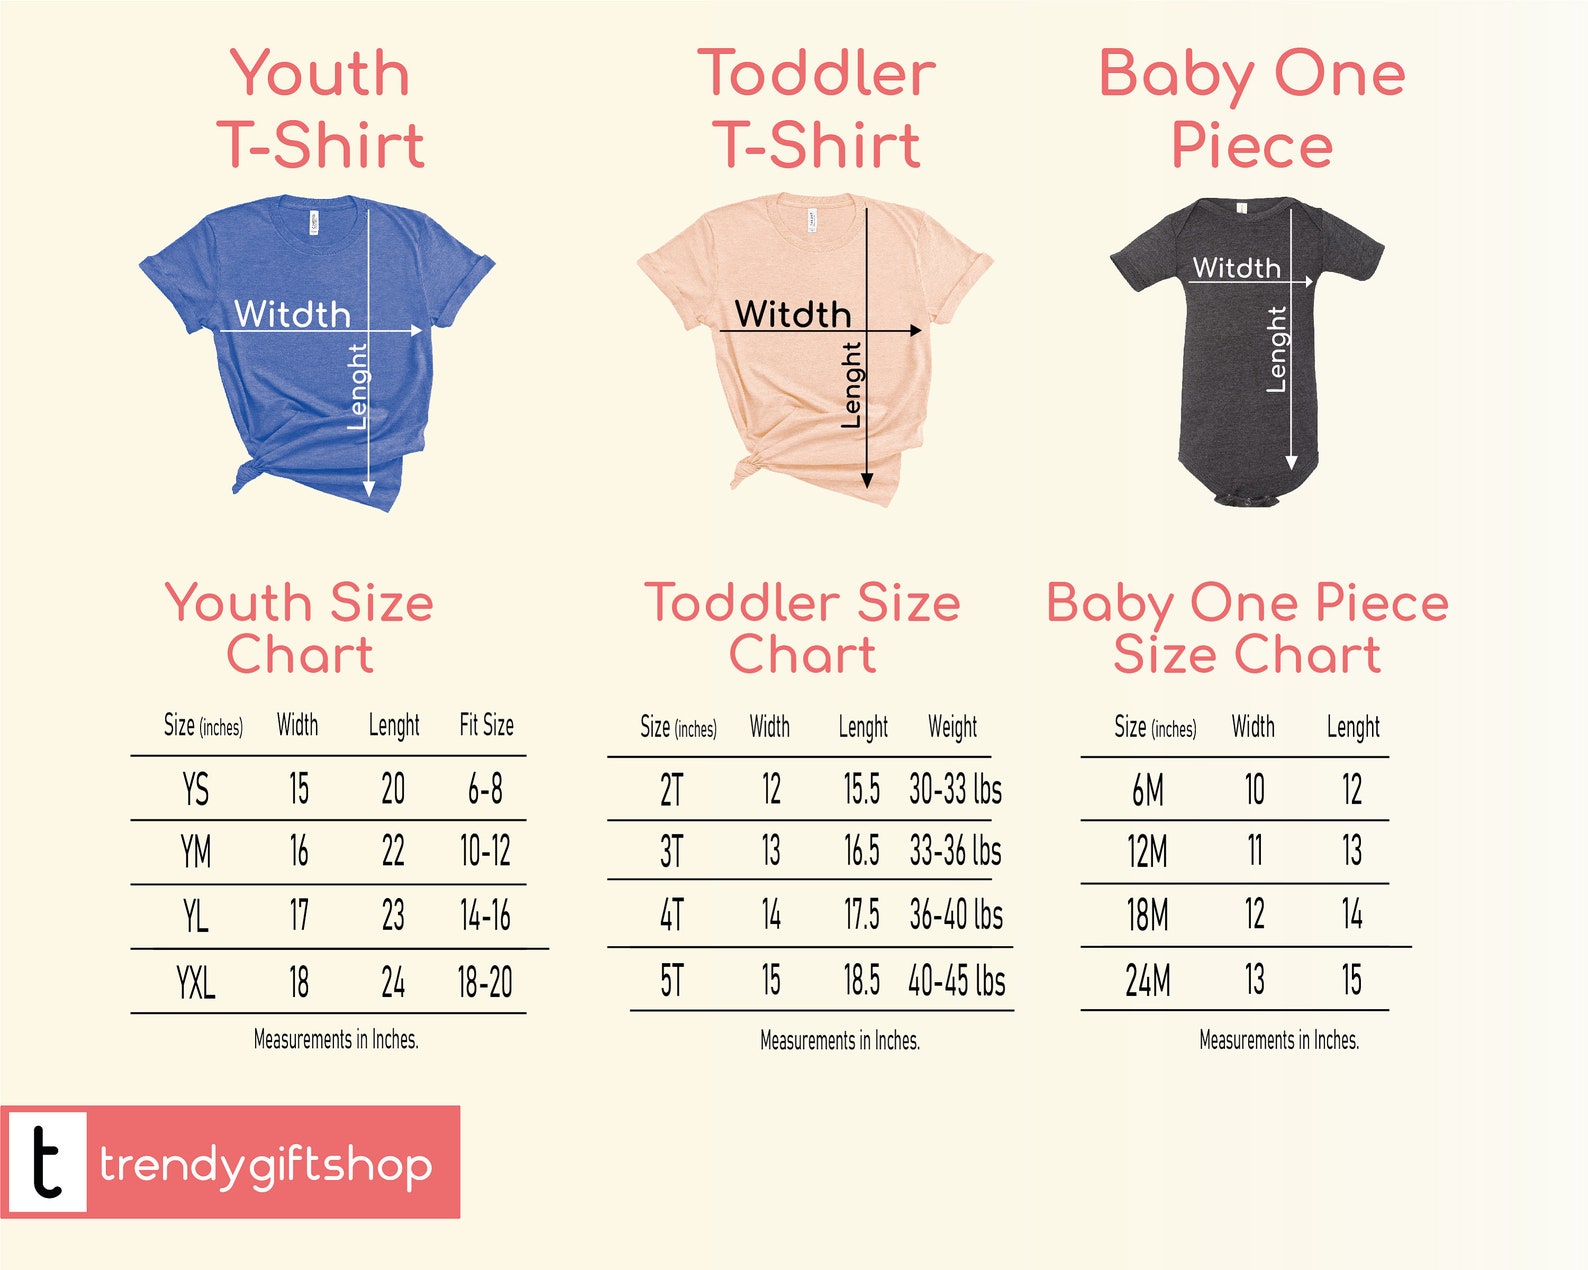 Youth
T-Shirt
Toddler
T-Shirt
Baby One
Piece
Witdth
Lenght
Witdth
Lenght
Witdth
Lenght
Youth Size
Chart
Size (inches) Width Lenght Fit Size
YS 15 20 6-8
YM 16 22 10-12
YL 17 23 14-16
YXL 18 24 18-20
Measurements in Inches.
Toddler Size
Chart
Size (inches) Width Lenght Weight
2T 12 15.5 30-33 lbs
3T 13 16.5 33-36 lbs
4T 14 17.5 36-40 lbs
5T 15 18.5 40-45 lbs
Measurements in Inches.
Baby One Piece
Size Chart
Size (inches) Width Lenght
6M 10 12
12M 11 13
18M 12 14
24M 13 15
Measurements in Inches.
t trendygiftshop